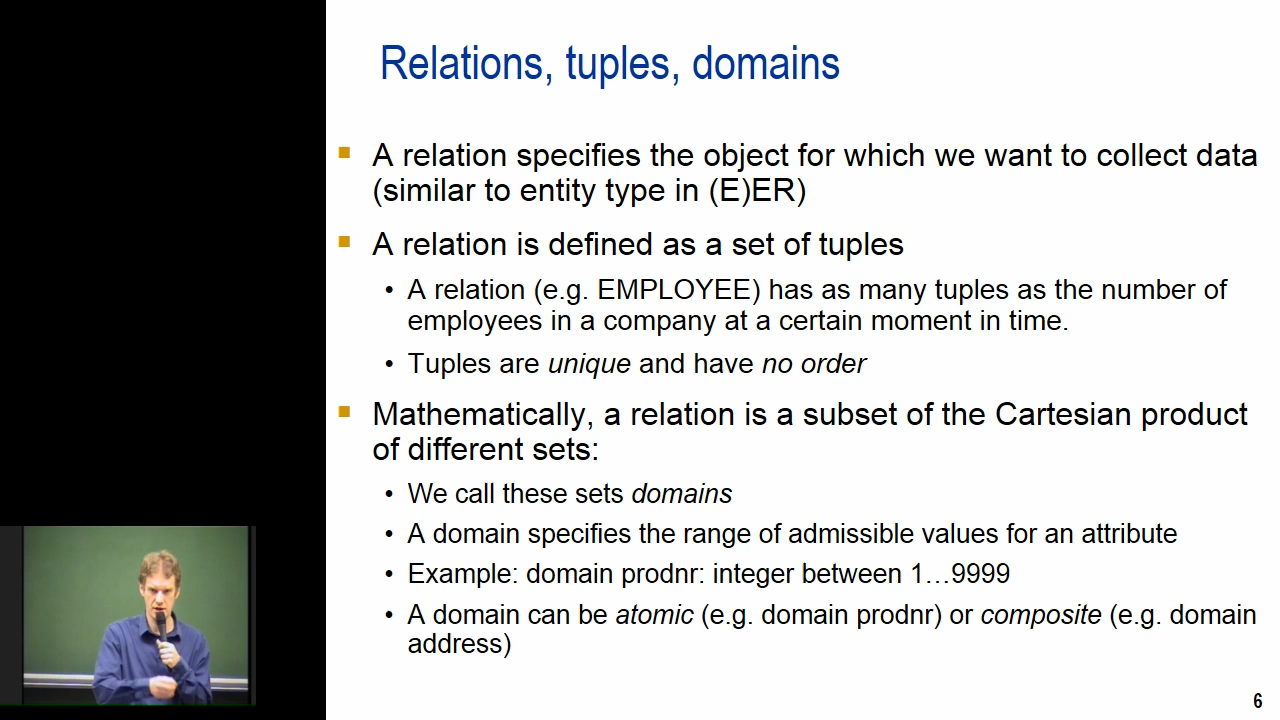 Relations, tuples, domains
▪ A relation specifies the object for which we want to collect data
(similar to entity type in (E)ER)
▪ A relation is defined as a set of tuples
• A relation (e.g. EMPLOYEE) has as many tuples as the number of
employees in a company at a certain moment in time.
• Tuples are unique and have no order
▪ Mathematically, a relation is a subset of the Cartesian product
of different sets:
• We call these sets domains
• A domain specifies the range of admissible values for an attribute
• Example: domain prodnr: integer between 1…9999
• A domain can be atomic (e.g. domain prodnr) or composite (e.g. domain
address)
6